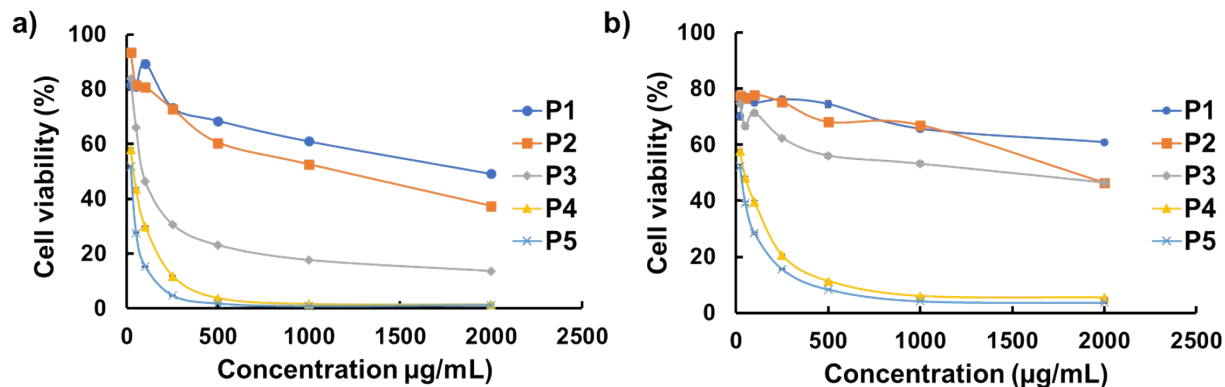 a)
100
80
60
40
20
0
0 500 1000 1500 2000 2500
Cell viability (%)
Concentration µg/mL
P1
P2
P3
P4
P5
b)
100
80
60
40
20
0
0 500 1000 1500 2000 2500
Cell viability (%)
Concentration (µg/mL)
P1
P2
P3
P4
P5